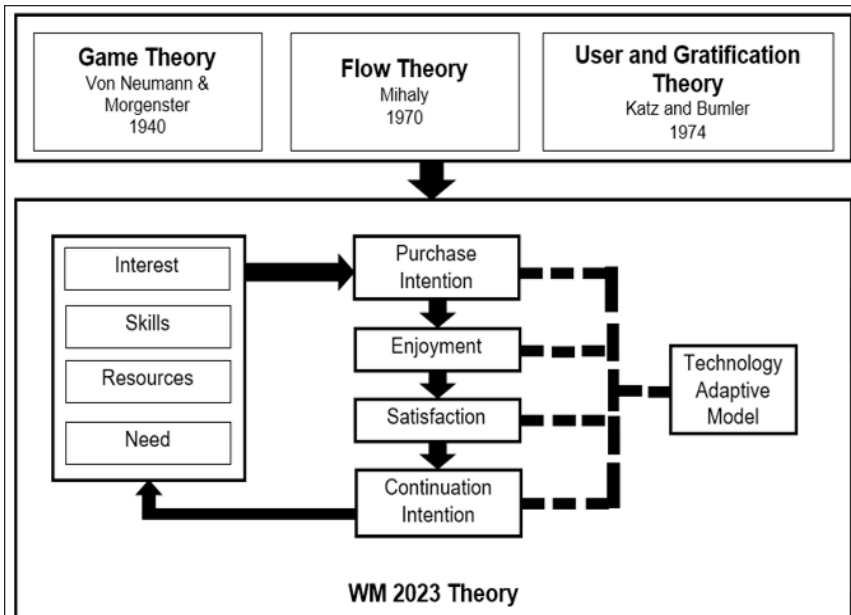 Game Theory
Von Neumann &
Morgenster
1940
Flow Theory
Mihaly
1970
User and Gratification
Theory
Katz and Bumler
1974
Interest
Skills
Resources
Need
Purchase
Intention
Enjoyment
Satisfaction
Continuation
Intention
Technology
Adaptive
Model
WM 2023 Theory